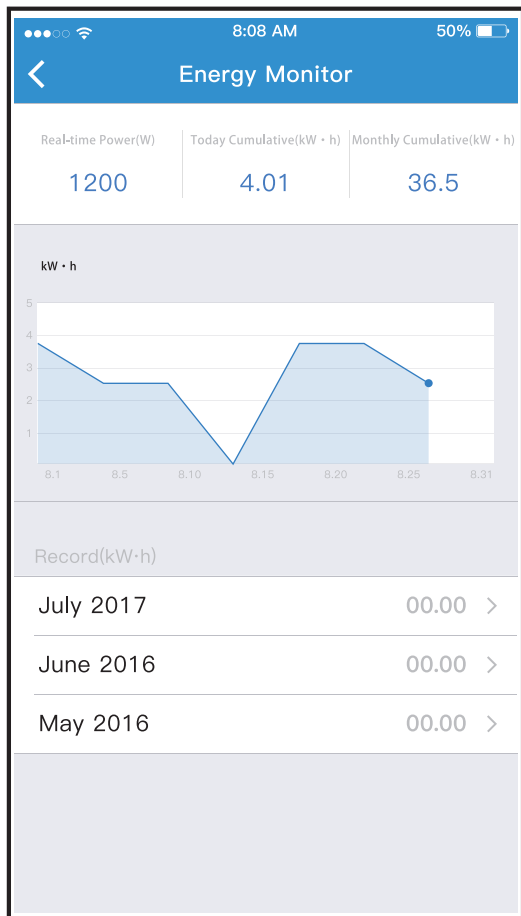 8:08 AM 50%
Energy Monitor
Real-time Power(W) Today Cumulative(kW · h) Monthly Cumulative(kW · h)
1200 4.01 36.5
kW · h
5
4
3
2
1
8.1 8.5 8.10 8.15 8.20 8.25 8.31
Record(kW·h)
July 2017 00.00
June 2016 00.00
May 2016 00.00